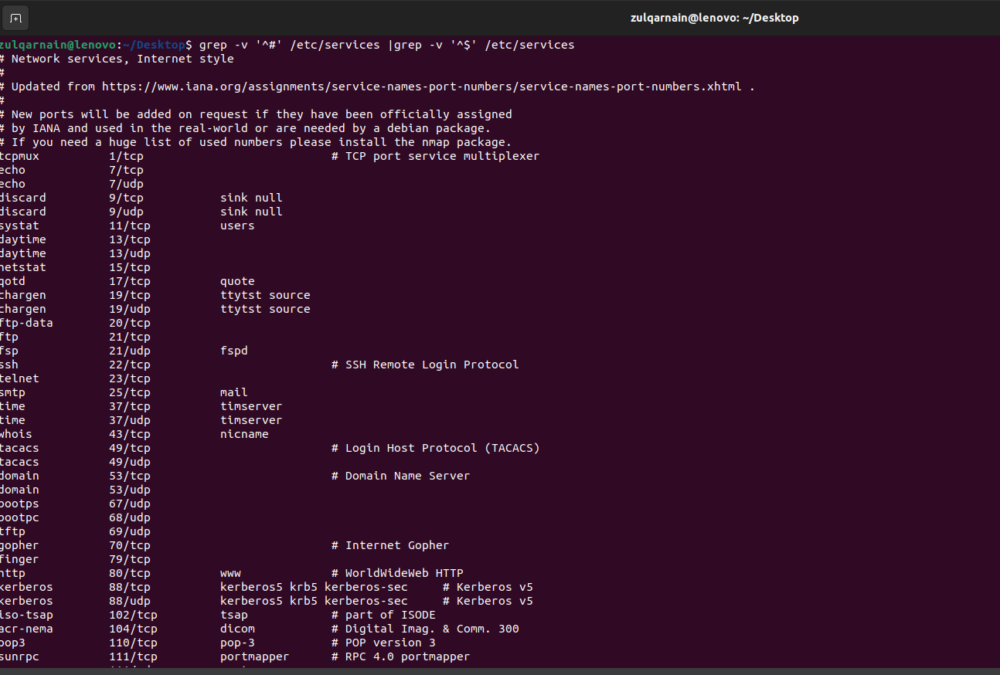 zulqarnain@lenovo: ~/Desktop
zulqarnain@lenovo:~/Desktop$ grep -v '^#' /etc/services |grep -v '^$' /etc/services
# Network services, Internet style
#
# Updated from https://www.iana.org/assignments/service-names-port-numbers/service-names-port-numbers.xhtml .
#
# New ports will be added on request if they have been officially assigned
# by IANA and used in the real-world or are needed by a debian package.
# If you need a huge list of used numbers please install the nmap package.
tcpmux 1/tcp # TCP port service multiplexer
echo 7/tcp
echo 7/udp
discard 9/tcp sink null
discard 9/udp sink null
systat 11/tcp users
daytime 13/tcp
daytime 13/udp
netstat 15/tcp
qotd 17/tcp quote
chargen 19/tcp ttytst source
chargen 19/udp ttytst source
ftp-data 20/tcp
ftp 21/tcp
fsp 21/udp fspd
ssh 22/tcp # SSH Remote Login Protocol
telnet 23/tcp
smtp 25/tcp mail
time 37/tcp timserver
time 37/udp timserver
whois 43/tcp nicname
tacacs 49/tcp # Login Host Protocol (TACACS)
tacacs 49/udp
domain 53/tcp # Domain Name Server
domain 53/udp
bootps 67/udp
bootpc 68/udp
tftp 69/udp
gopher 70/tcp # Internet Gopher
finger 79/tcp
http 80/tcp www # WorldWideWeb HTTP
kerberos 88/tcp kerberos5 krb5 kerberos-sec # Kerberos v5
kerberos 88/udp kerberos5 krb5 kerberos-sec # Kerberos v5
iso-tsap 102/tcp tsap # part of ISODE
acr-nema 104/tcp dicom # Digital Imag. & Comm. 300
pop3 110/tcp pop-3 # POP version 3
sunrpc 111/tcp portmapper # RPC 4.0 portmapper